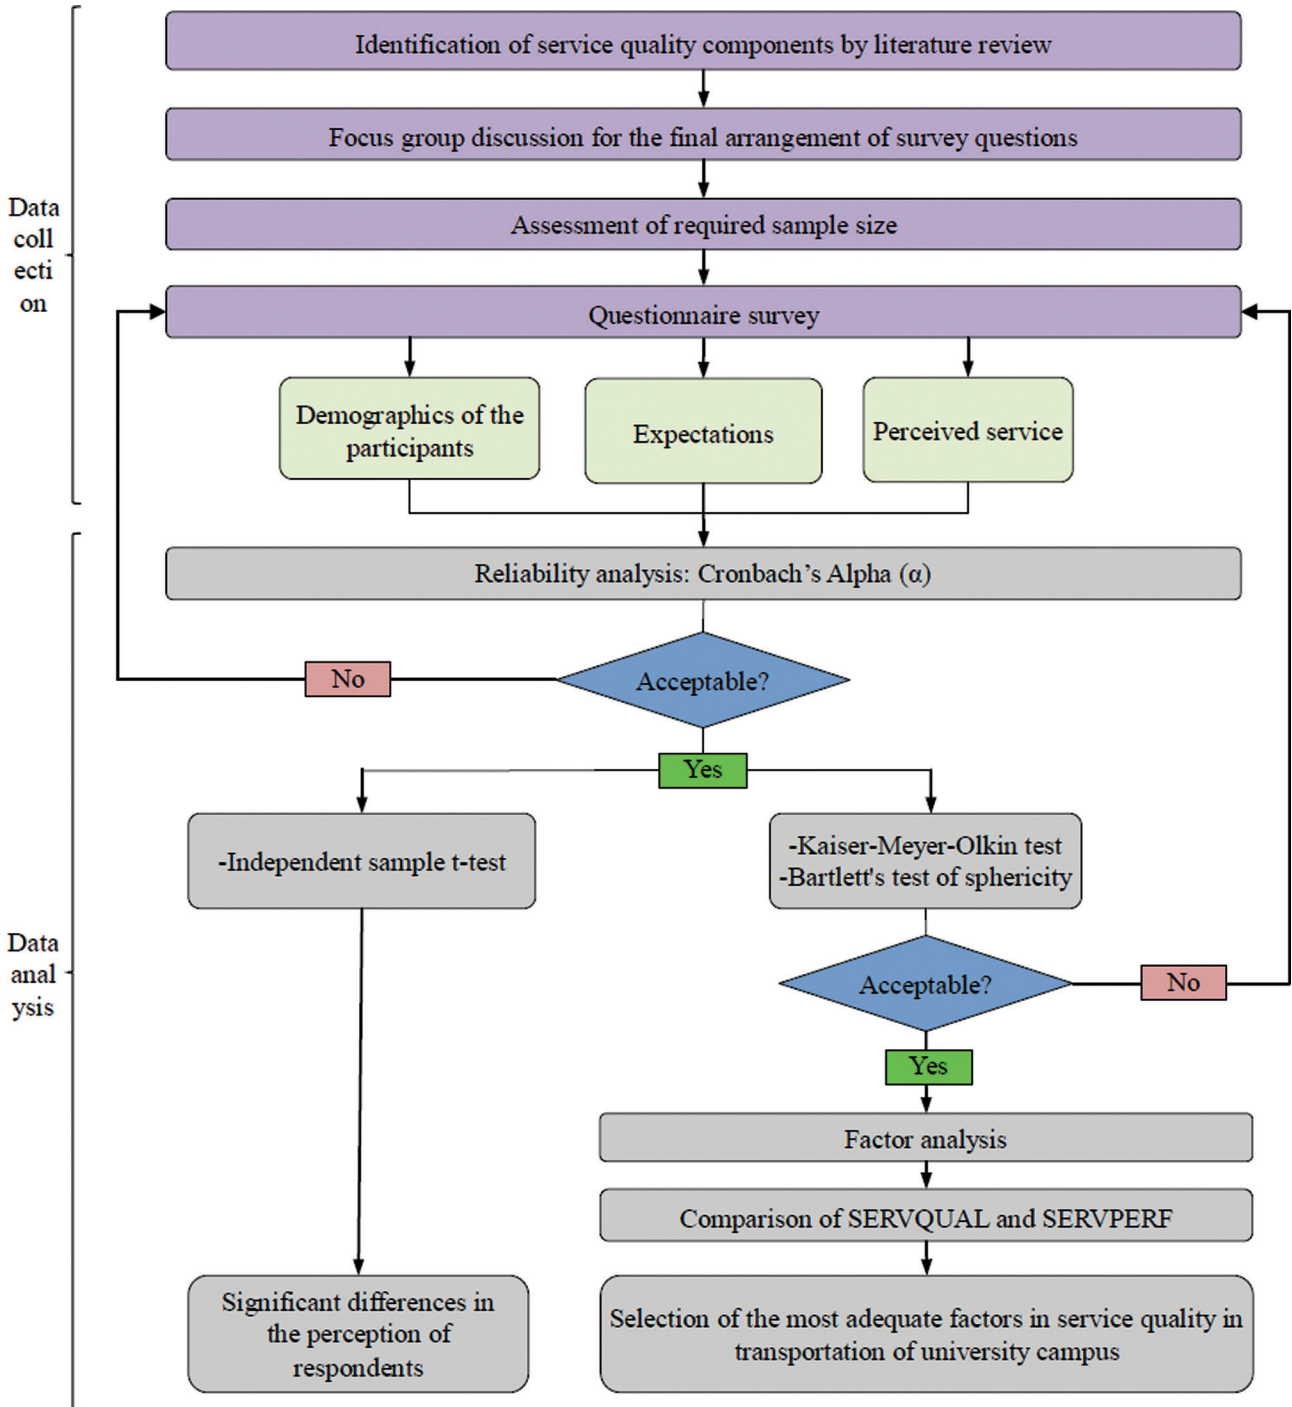 Identification of service quality components by literature review
Focus group discussion for the final arrangement of survey questions
Assessment of required sample size
Data
coll
ecti
on
Questionnaire survey
Demographics of the
participants
Expectations
Perceived service
Reliability analysis: Cronbach’s Alpha (α)
Acceptable?
No
Yes
-Independent sample t-test
-Kaiser-Meyer-Olkin test
-Bartlett's test of sphericity
Data
anal
ysis
Acceptable?
No
Yes
Factor analysis
Comparison of SERVQUAL and SERVPERF
Significant differences in
the perception of
respondents
Selection of the most adequate factors in service quality in
transportation of university campus